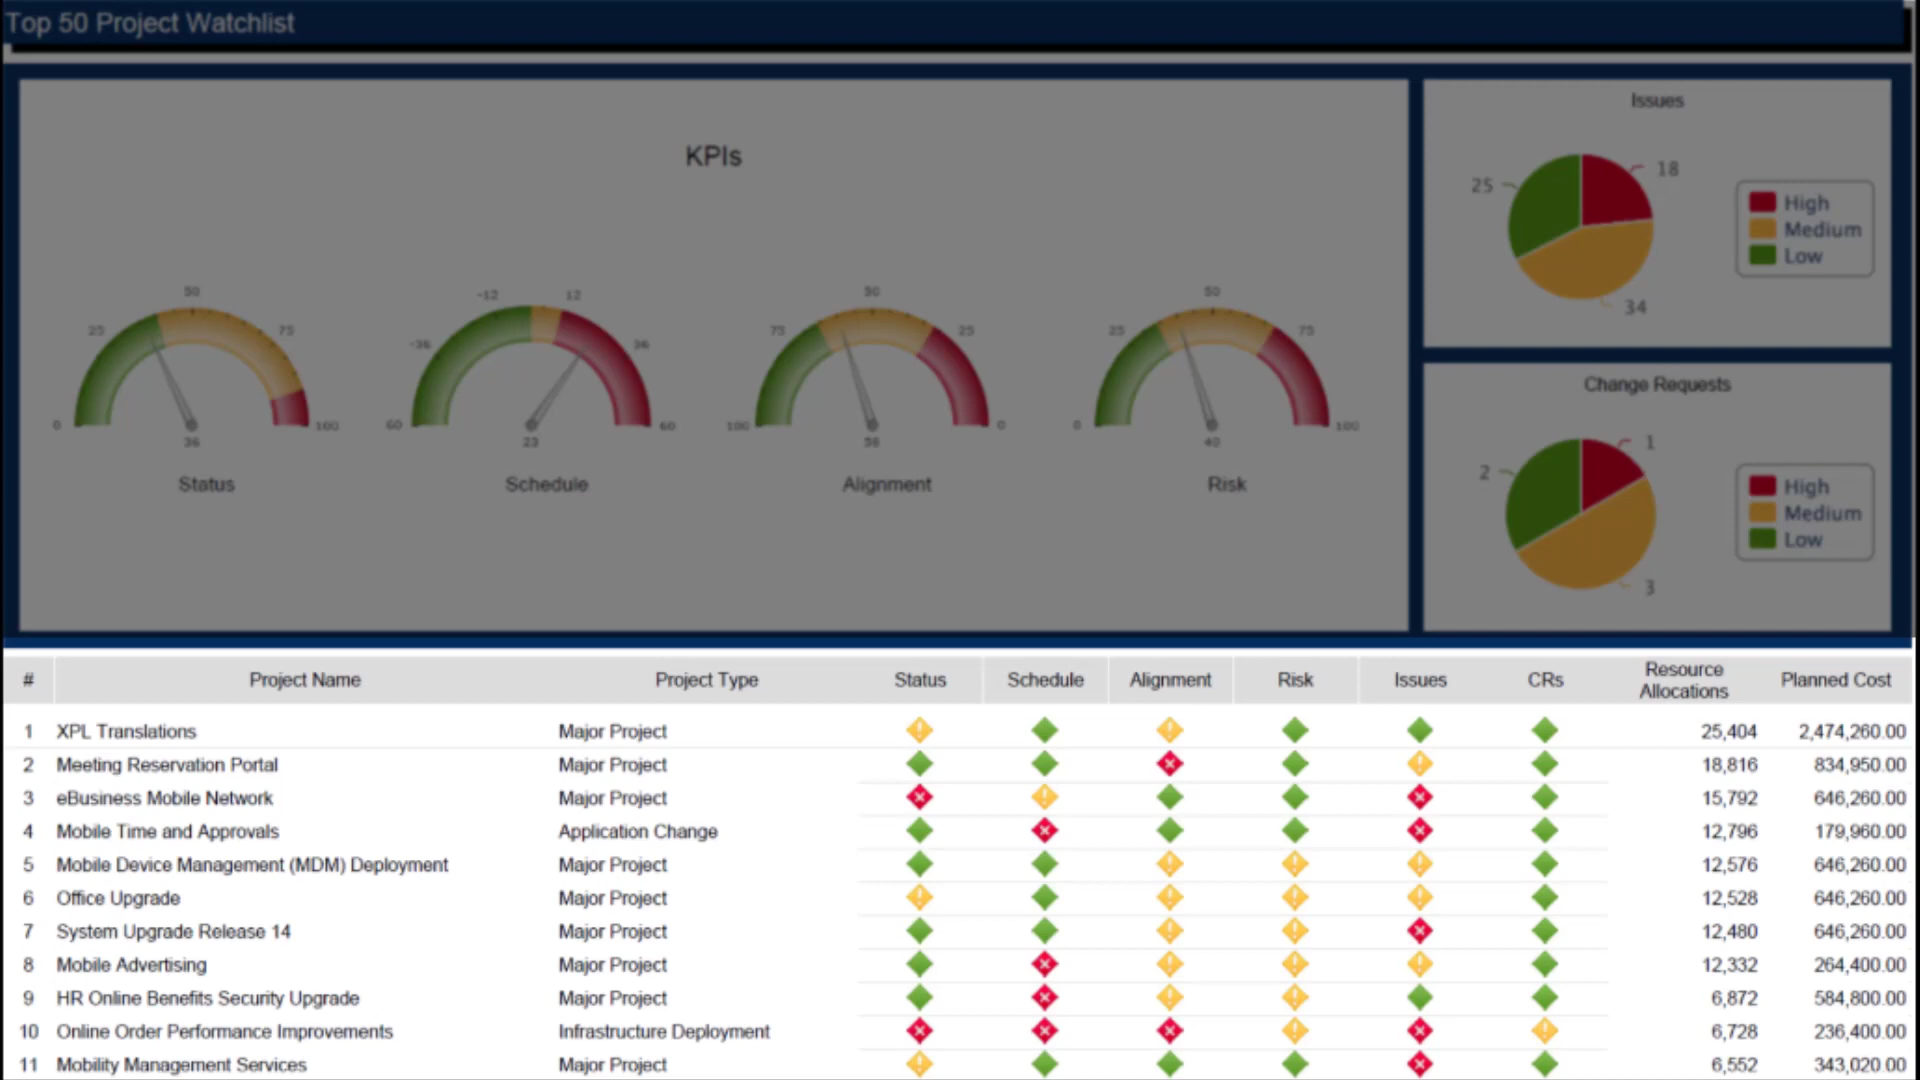 Top 50 Project Watchlist
KPIs
0 25 50 75 100
36
Status
60 -36 -12 12 36 60
23
Schedule
100 75 50 25 0
58
Alignment
0 25 50 75 100
40
Risk
Issues
25 18 34
High
Medium
Low
Change Requests
2 1 3
High
Medium
Low
# Project Name Project Type Status Schedule Alignment Risk Issues CRs Resource Allocations Planned Cost
1 XPL Translations Major Project 25,404 2,474,260.00
2 Meeting Reservation Portal Major Project 18,816 834,950.00
3 eBusiness Mobile Network Major Project 15,792 646,260.00
4 Mobile Time and Approvals Application Change 12,796 179,960.00
5 Mobile Device Management (MDM) Deployment Major Project 12,576 646,260.00
6 Office Upgrade Major Project 12,528 646,260.00
7 System Upgrade Release 14 Major Project 12,480 646,260.00
8 Mobile Advertising Major Project 12,332 264,400.00
9 HR Online Benefits Security Upgrade Major Project 6,872 584,800.00
10 Online Order Performance Improvements Infrastructure Deployment 6,728 236,400.00
11 Mobility Management Services Major Project 6,552 343,020.00